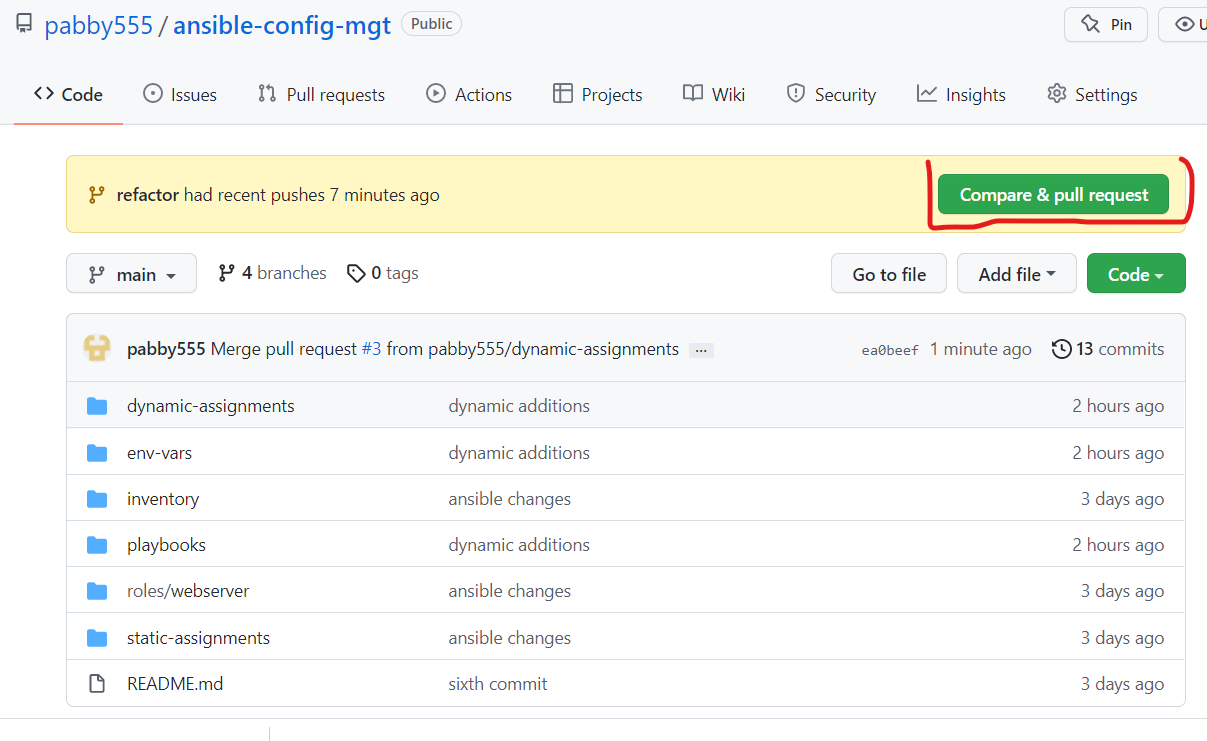 pabby555 / ansible-config-mgt Public Pin
Code Issues Pull requests Actions Projects Wiki Security Insights Settings
refactor had recent pushes 7 minutes ago Compare & pull request
main 4 branches 0 tags Go to file Add file Code
pabby555 Merge pull request #3 from pabby555/dynamic-assignments ... ea0beef 1 minute ago 13 commits
dynamic-assignments dynamic additions 2 hours ago
env-vars dynamic additions 2 hours ago
inventory ansible changes 3 days ago
playbooks dynamic additions 2 hours ago
roles/webserver ansible changes 3 days ago
static-assignments ansible changes 3 days ago
README.md sixth commit 3 days ago